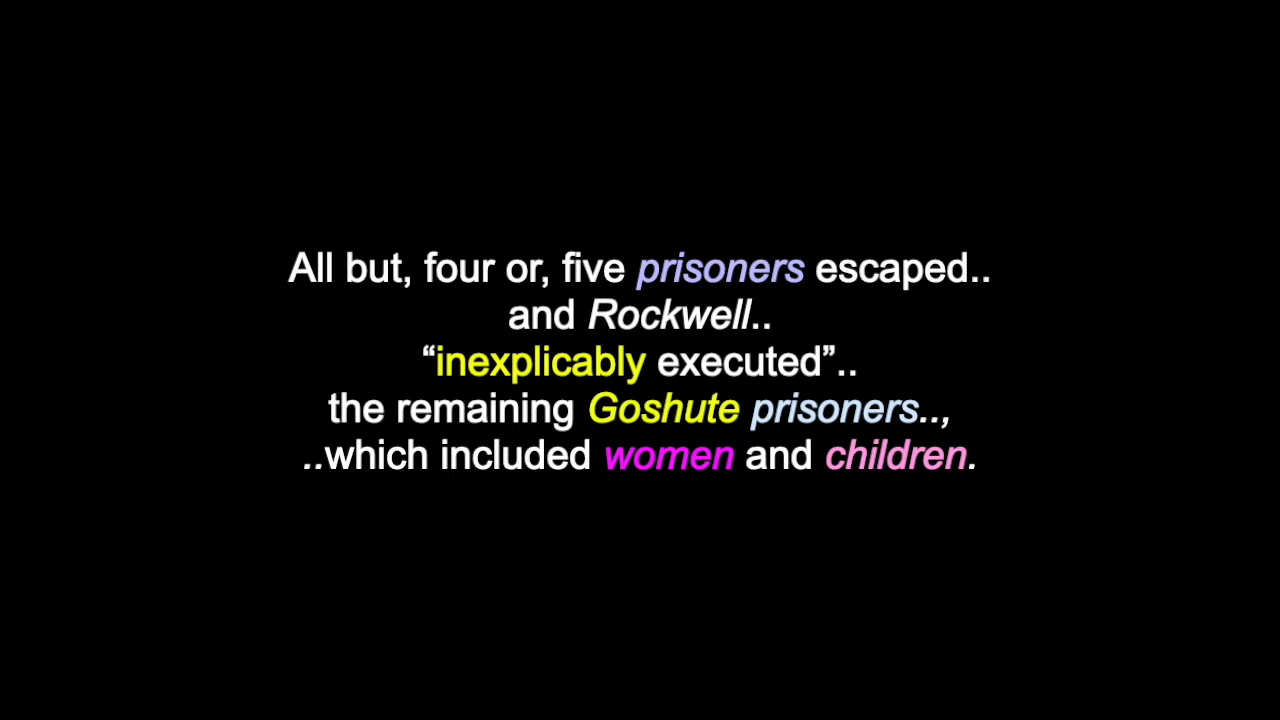 All but, four or, five prisoners escaped..
and Rockwell..
“inexplicably executed”..
the remaining Goshute prisoners..,
..which included women and children.